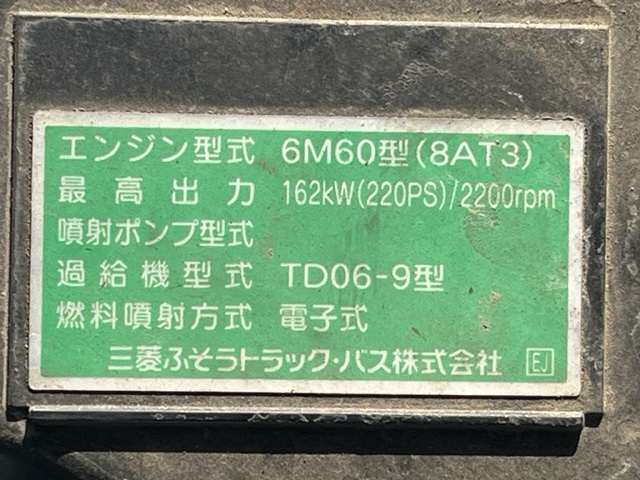 エンジン型式 6M60型(8AT3)
最高出力 162kW(220PS)/2200rpm
噴射ポンプ型式
過給機型式 TD06-9型
燃料噴射方式 電子式
三菱ふそうトラック・バス株式会社 EJ